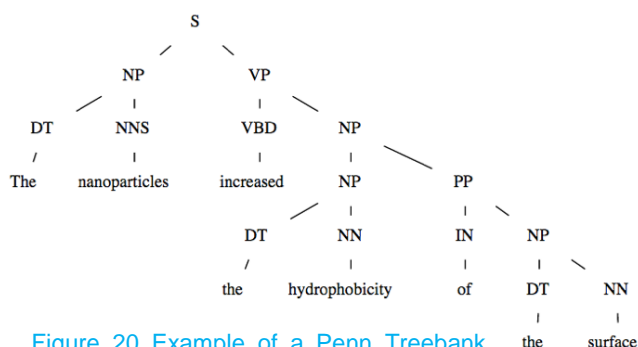 S
NP VP
DT NNS VBD NP
The nanoparticles increased NP PP
DT NN IN NP
the hydrophobicity of DT NN
Figure 20 Example of a Penn Treebank the surface